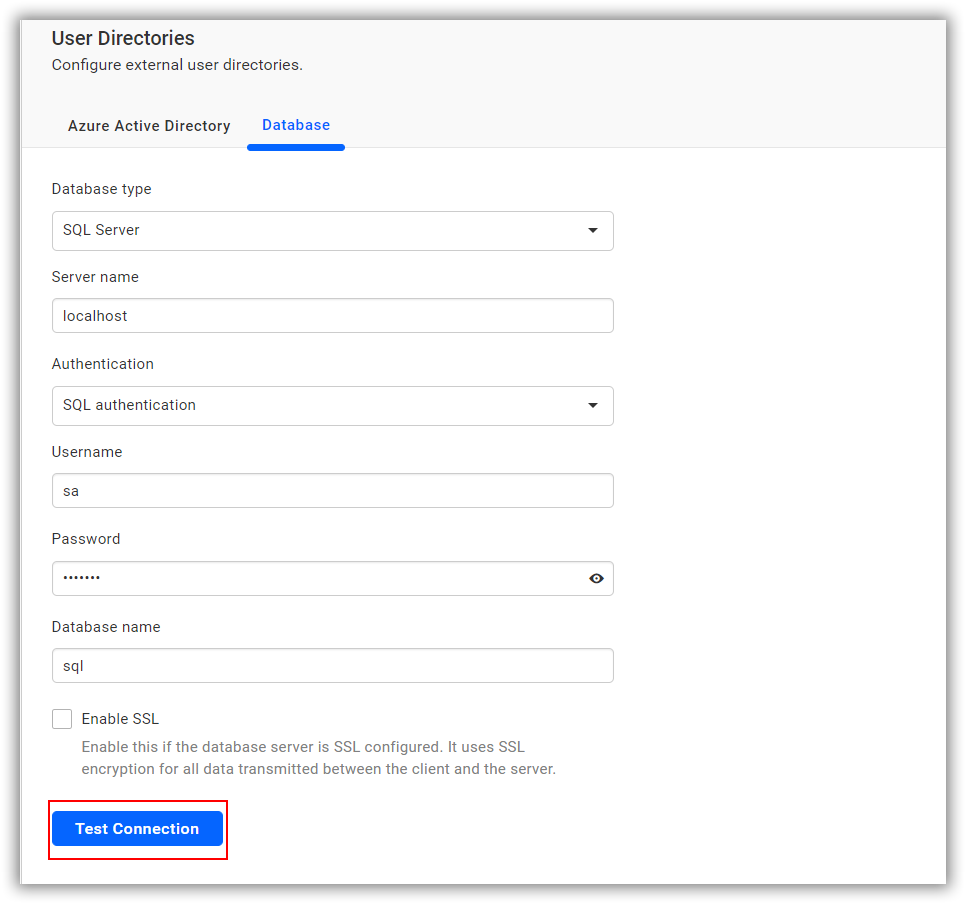 User Directories
Configure external user directories.
Azure Active Directory
Database
Database type
SQL Server
Server name
localhost
Authentication
SQL authentication
Username
sa
Password
•••••••
Database name
sql
Enable SSL
Enable this if the database server is SSL configured. It uses SSL
encryption for all data transmitted between the client and the server.
Test Connection